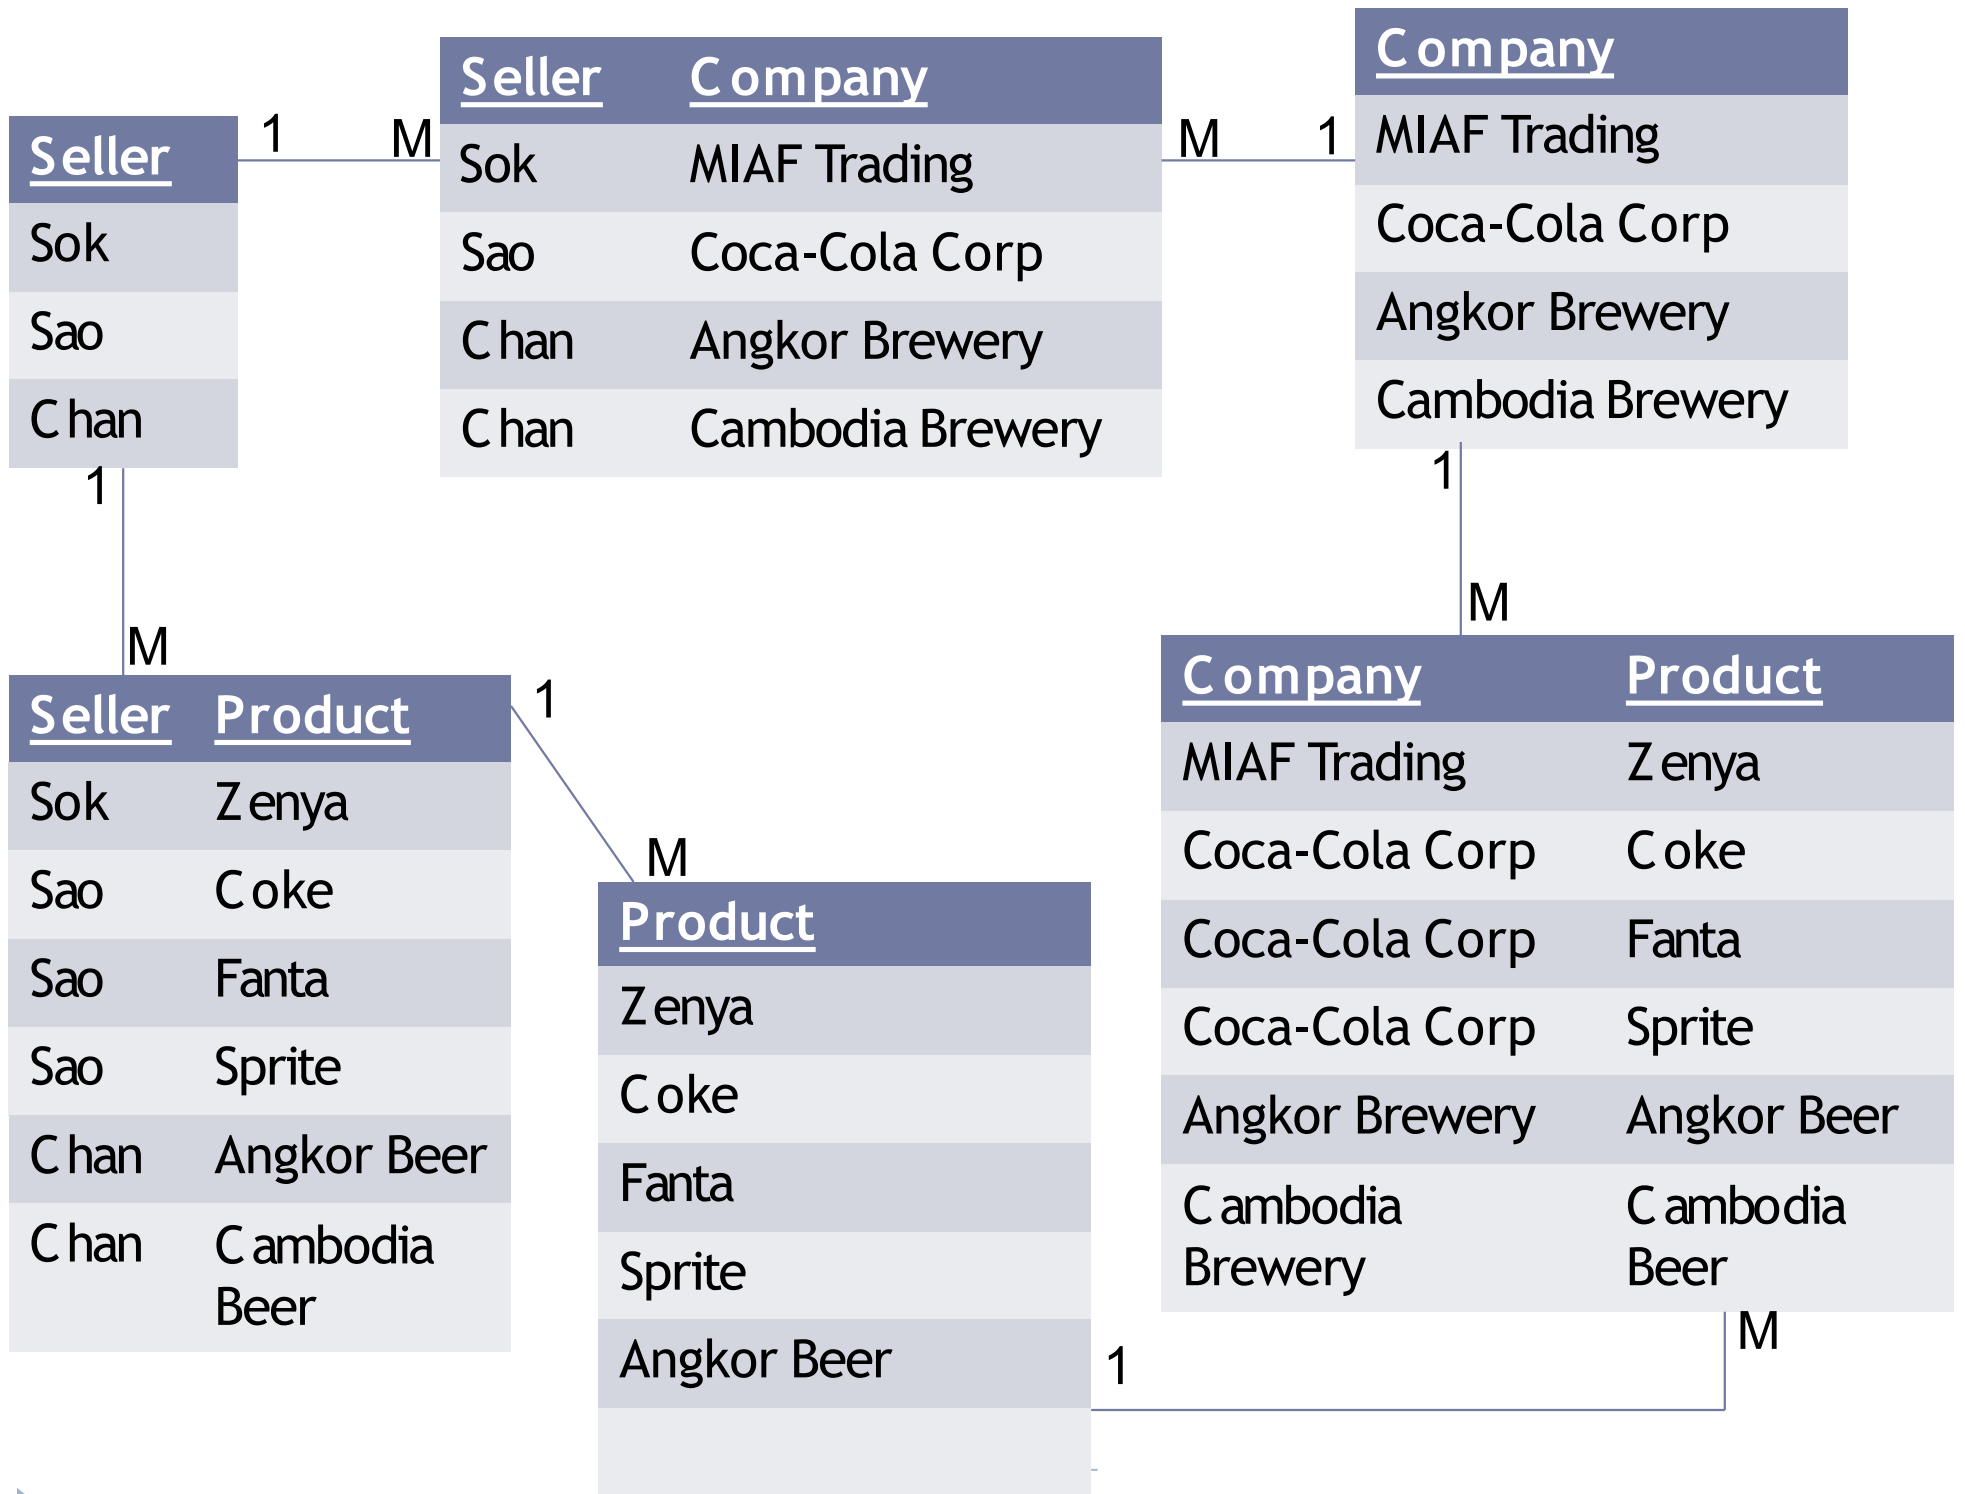 Seller
Sok
Sao
Chan
1
M
Seller Company
Sok MIAF Trading
Sao Coca-Cola Corp
Chan Angkor Brewery
Chan Cambodia Brewery
M
1
Company
MIAF Trading
Coca-Cola Corp
Angkor Brewery
Cambodia Brewery
1
M
1
M
Seller Product
Sok Zenya
Sao Coke
Sao Fanta
Sao Sprite
Chan Angkor Beer
Chan Cambodia
Beer
1
M
Product
Zenya
Coke
Fanta
Sprite
Angkor Beer
1
M
Company Product
MIAF Trading Zenya
Coca-Cola Corp Coke
Coca-Cola Corp Fanta
Coca-Cola Corp Sprite
Angkor Brewery Angkor Beer
Cambodia Cambodia
Brewery Beer